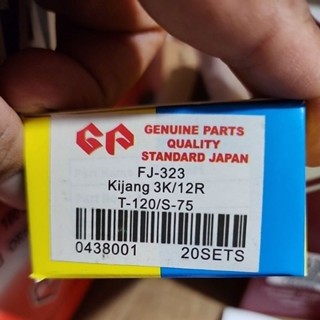 GP
GENUINE PARTS
QUALITY
STANDARD JAPAN
FJ-323
Kijang 3K/12R
T-120/S-75
0438001 20SETS